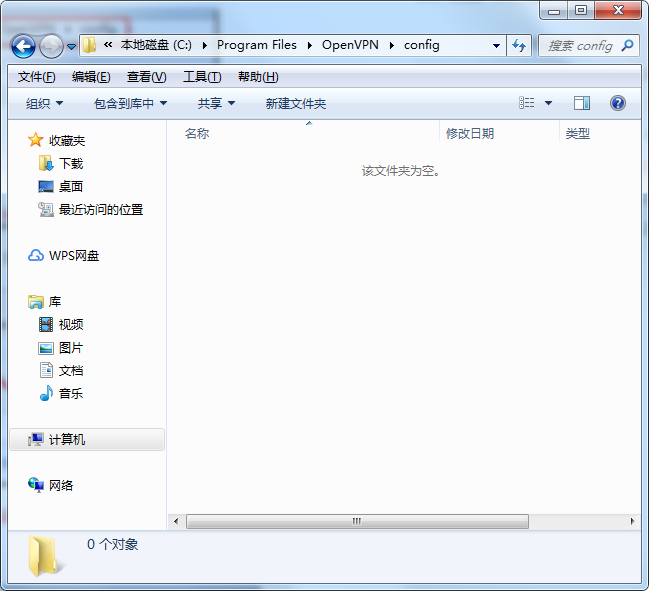 « 本地磁盘 (C:) Program Files OpenVPN config 搜索 config
文件(F) 编辑(E) 查看(V) 工具(T) 帮助(H)
组织 包含到库中 共享 新建文件夹
名称 修改日期 类型
该文件夹为空。
收藏夹
下载
桌面
最近访问的位置
WPS网盘
库
视频
图片
文档
音乐
计算机
网络
0 个对象